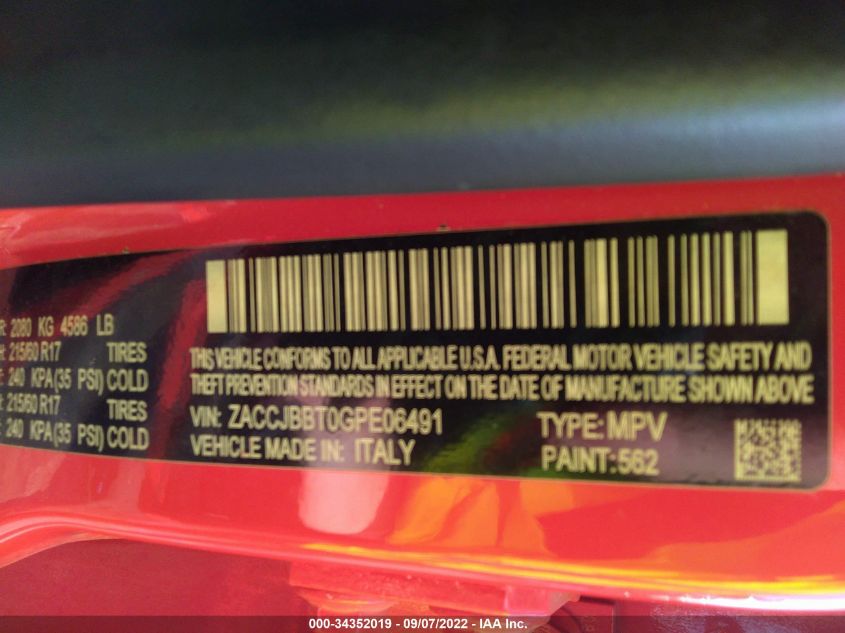 R: 2080 KG 4586 LB
H: 215/60 R17 TIRES
240 KPA(35 PSI) COLD
215/60 R17 TIRES
240 KPA(35 PSI) COLD
THIS VEHICLE CONFORMS TO ALL APPLICABLE U.S.A. FEDERAL MOTOR VEHICLE SAFETY AND
THEFT PREVENTION STANDARDS IN EFFECT ON THE DATE OF MANUFACTURE SHOWN ABOVE
VIN: ZACCJBBT0GPE06491 TYPE: MPV
VEHICLE MADE IN: ITALY PAINT: 562
000-34352019 - 09/07/2022 - IAA Inc.